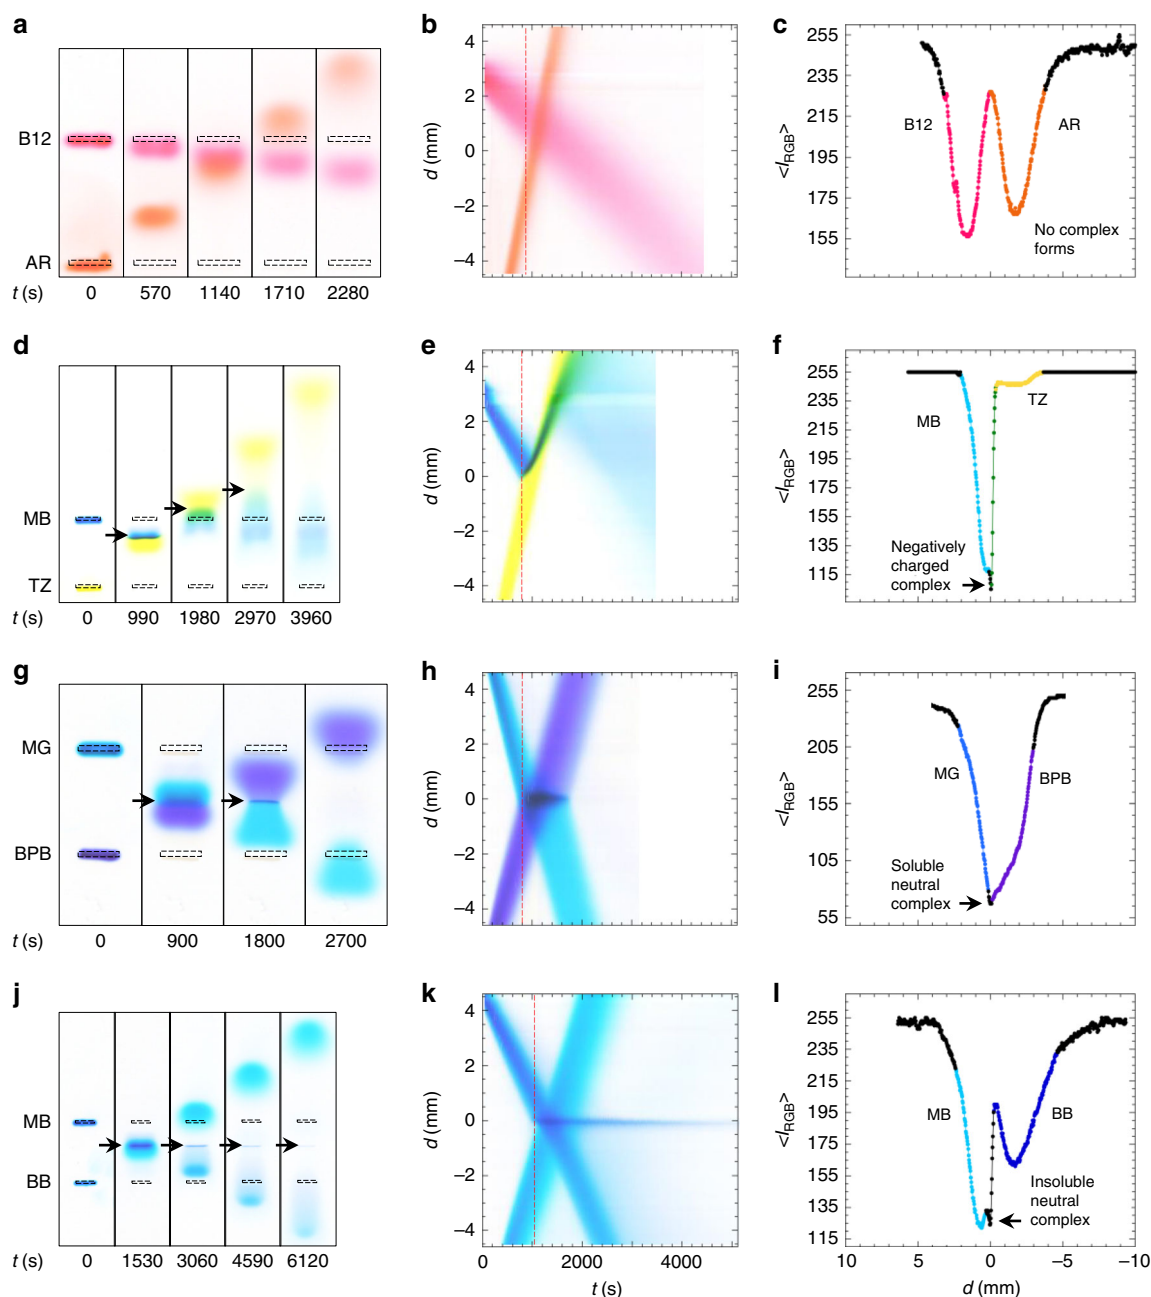 a
B12
AR
t (s) 0 570 1140 1710 2280
b
4
2
0
−2
−4
d (mm)
c
255
235
215
195
175
155
<I_RGB>
B12
AR
No complex
forms
d
MB
TZ
t (s) 0 990 1980 2970 3960
e
4
2
0
−2
−4
d (mm)
f
255
235
215
195
175
155
135
115
<I_RGB>
MB
TZ
Negatively
charged
complex
g
MG
BPB
t (s) 0 900 1800 2700
h
4
2
0
−2
−4
d (mm)
i
255
205
155
105
55
<I_RGB>
MG
BPB
Soluble
neutral
complex
j
MB
BB
t (s) 0 1530 3060 4590 6120
k
4
2
0
−2
−4
d (mm)
0 2000 4000
t (s)
l
255
235
215
195
175
155
135
115
<I_RGB>
MB
BB
Insoluble
neutral
complex
10 5 0 −5 −10
d (mm)